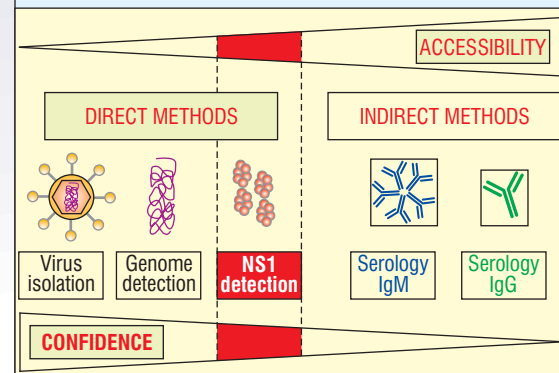 ACCESSIBILITY
DIRECT METHODS
INDIRECT METHODS
Virus
isolation
Genome
detection
NS1
detection
Serology
IgM
Serology
IgG
CONFIDENCE